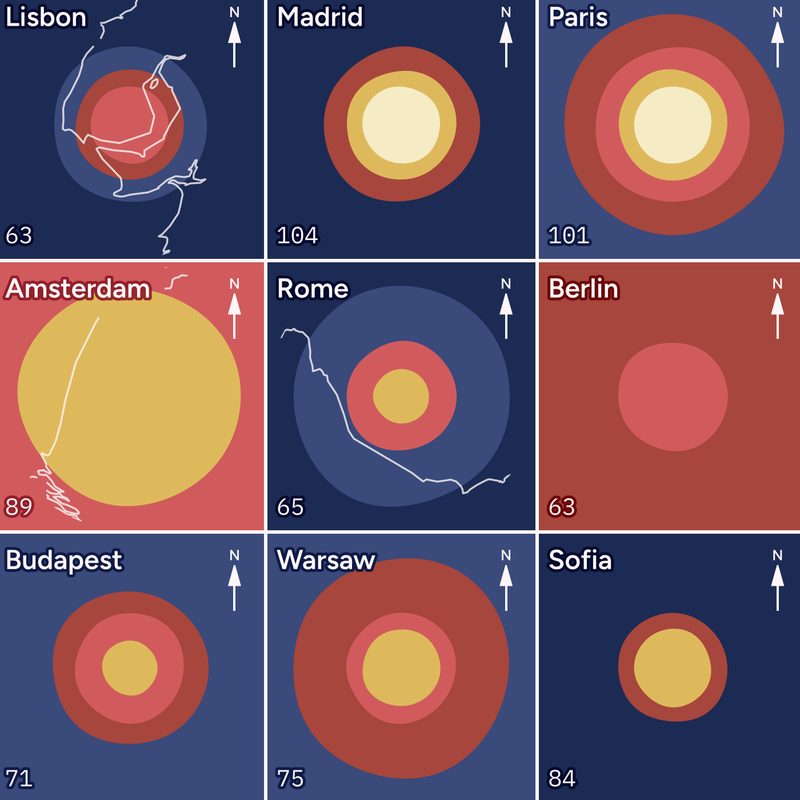 Lisbon
N
63
Madrid
N
104
Paris
N
101
Amsterdam
N
89
Rome
N
65
Berlin
N
63
Budapest
N
71
Warsaw
N
75
Sofia
N
84